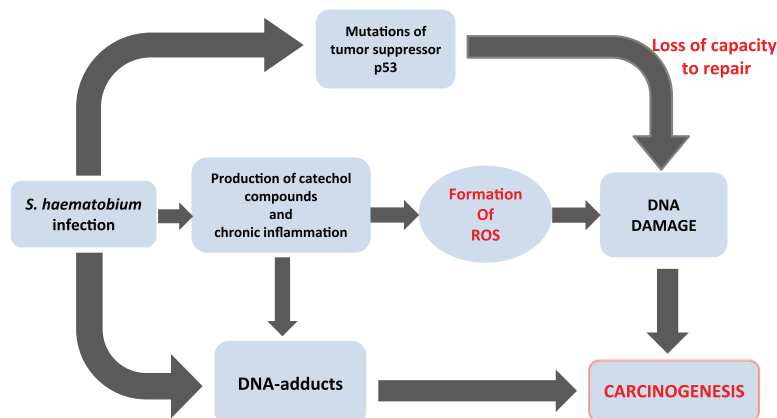 Mutations of
tumor suppressor
p53
Loss of capacity
to repair
S. haematobium
infection
Production of catechol
compounds
and
chronic inflammation
Formation
Of
ROS
DNA
DAMAGE
DNA-adducts
CARCINOGENESIS